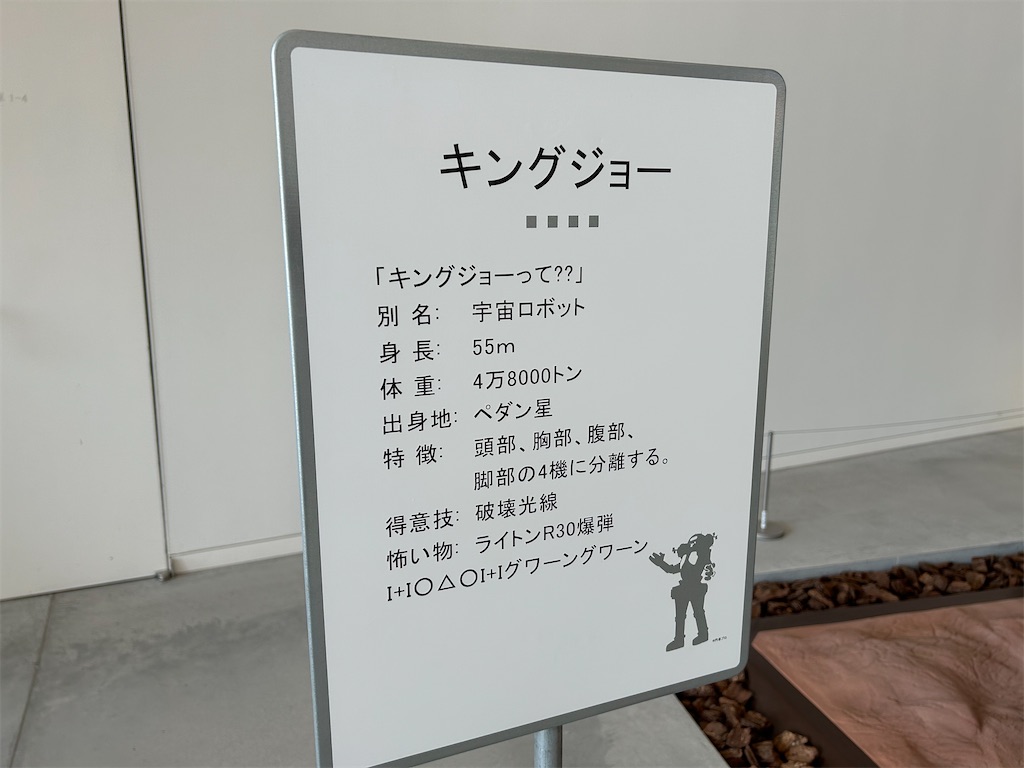 キングジョー
「キングジョーって??」
別 名: 宇宙ロボット
身 長: 55m
体 重: 4万8000トン
出身地: ペダン星
特 徴: 頭部、胸部、腹部、
脚部の4機に分離する。
得意技: 破壊光線
怖い物: ライトンR30爆弾
I+I〇△〇I+Iグワーングワーン